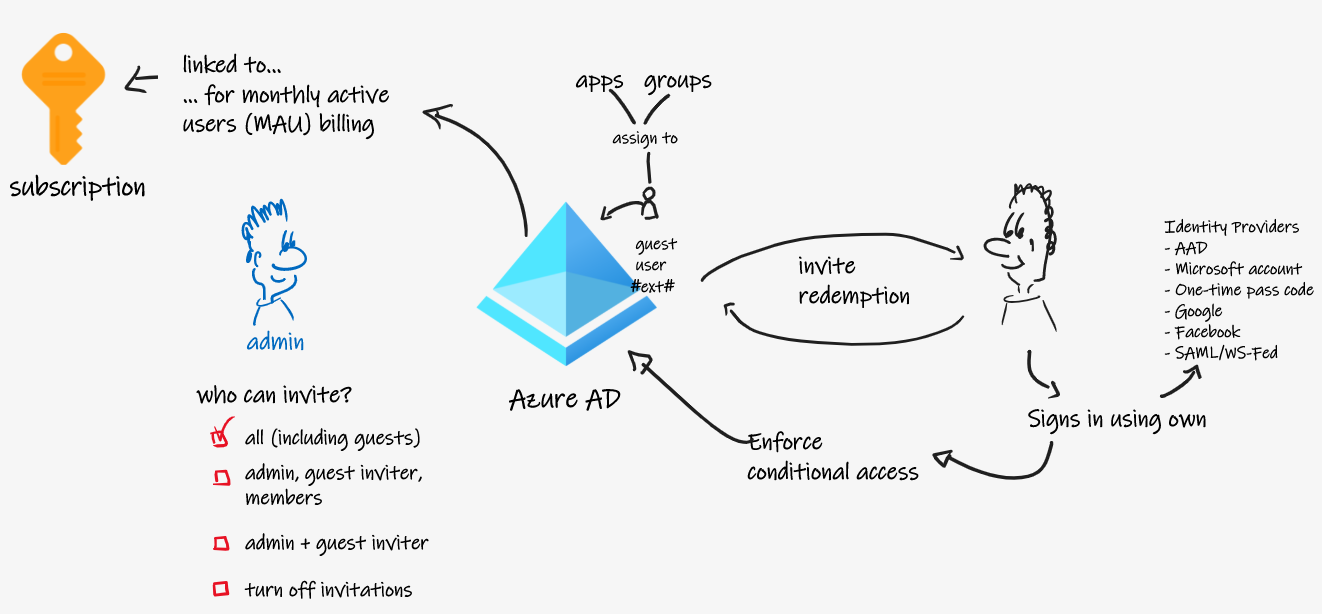 linked to...
... for monthly active
users (MAU) billing
subscription
apps groups
assign to
guest
user
#ext#
Azure AD
admin
who can invite?
all (including guests)
admin, guest inviter,
members
admin + guest inviter
turn off invitations
invite
redemption
Identity Providers
- AAD
- Microsoft account
- One-time pass code
- Google
- Facebook
- SAML/WS-Fed
Signs in using own
Enforce
conditional access